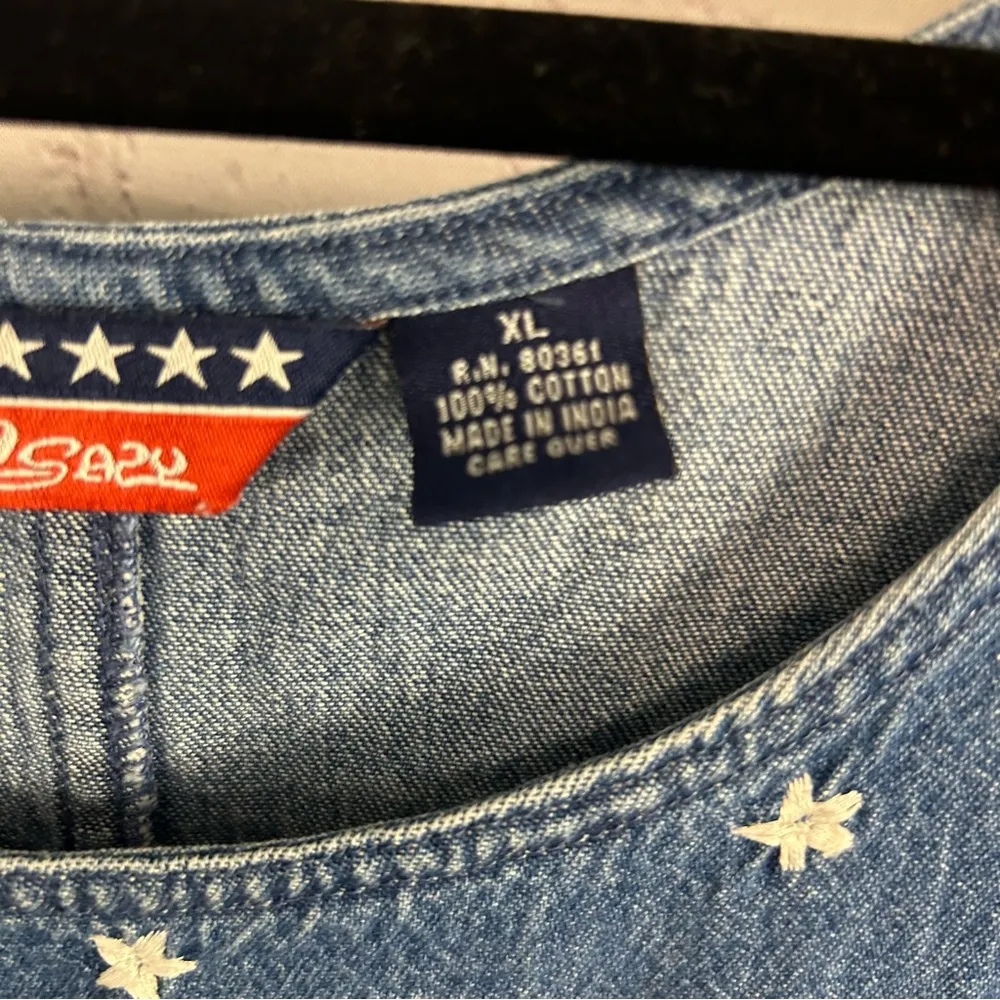 XL
R.N. 80361
100% COTTON
MADE IN INDIA
CARE OVER